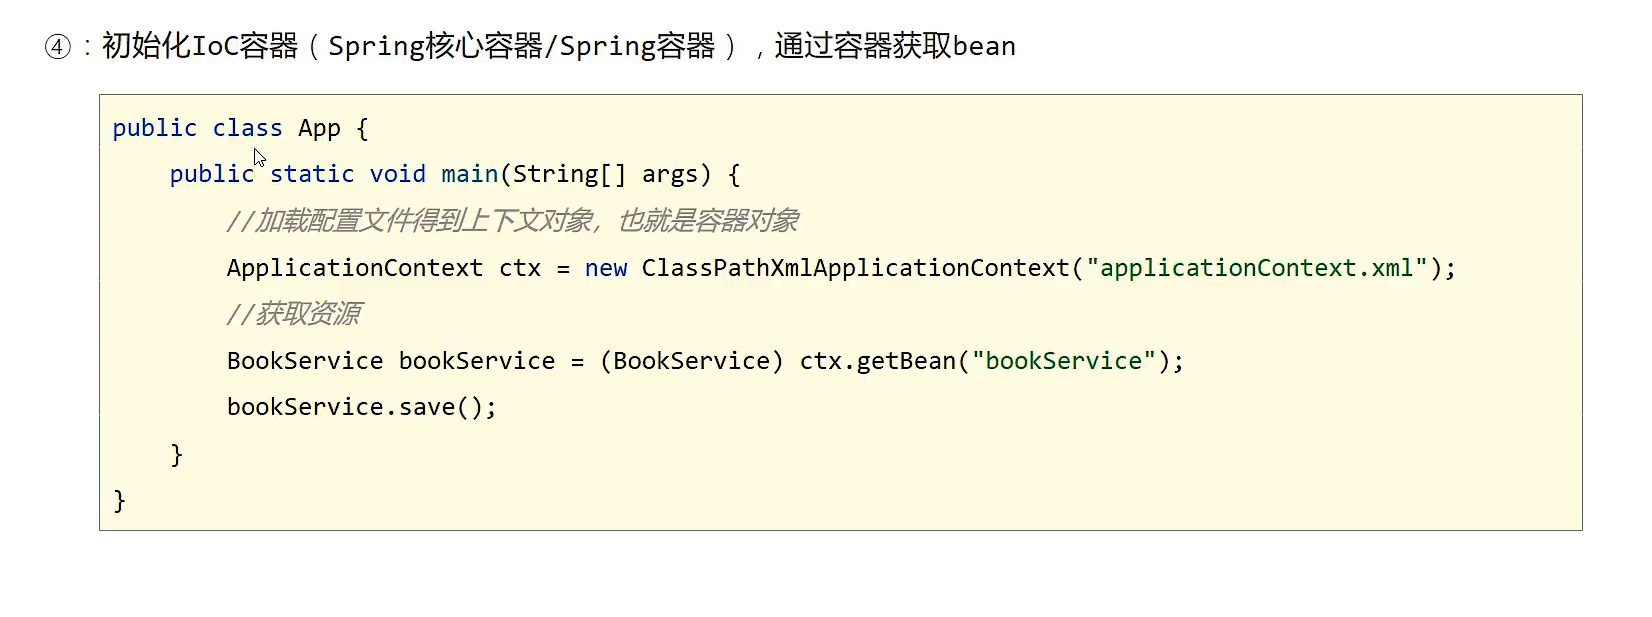 ④：初始化IoC容器（Spring核心容器/Spring容器），通过容器获取bean
public class App {
    public static void main(String[] args) {
        //加载配置文件得到上下文对象，也就是容器对象
        ApplicationContext ctx = new ClassPathXmlApplicationContext("applicationContext.xml");
        //获取资源
        BookService bookService = (BookService) ctx.getBean("bookService");
        bookService.save();
    }
}